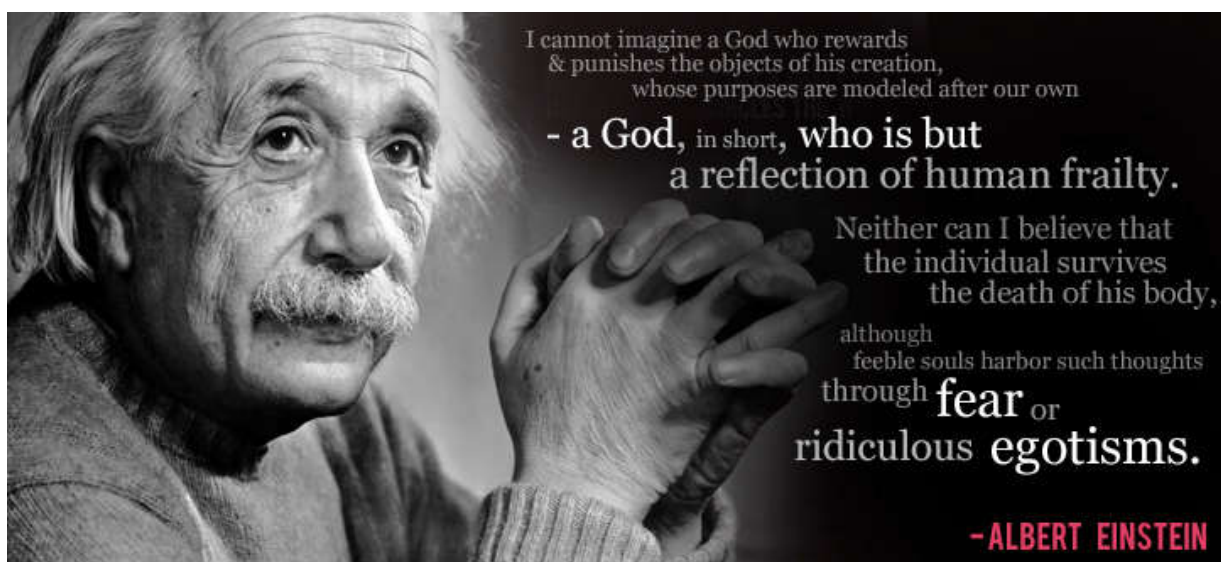 I cannot imagine a God who rewards
& punishes the objects of his creation,
whose purposes are modeled after our own
- a God, in short, who is but
a reflection of human frailty.
Neither can I believe that
the individual survives
the death of his body,
although
feeble souls harbor such thoughts
through fear or
ridiculous egotisms.
-ALBERT EINSTEIN